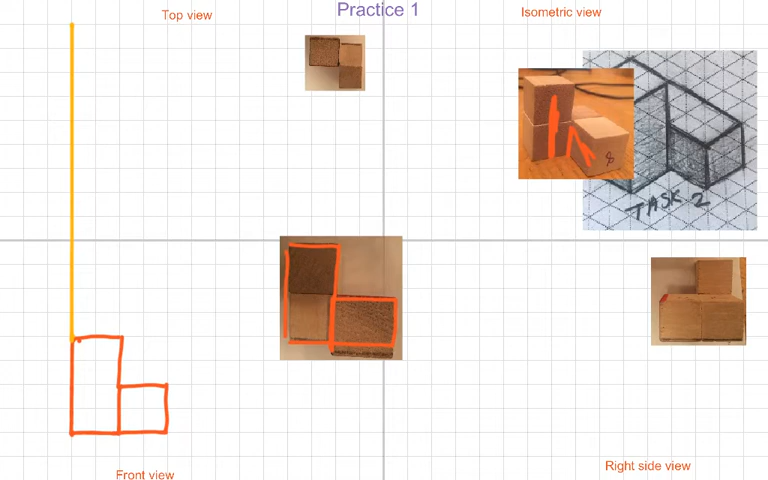 Practice 1
Top view
Isometric view
TASK 2
Right side view
Front view